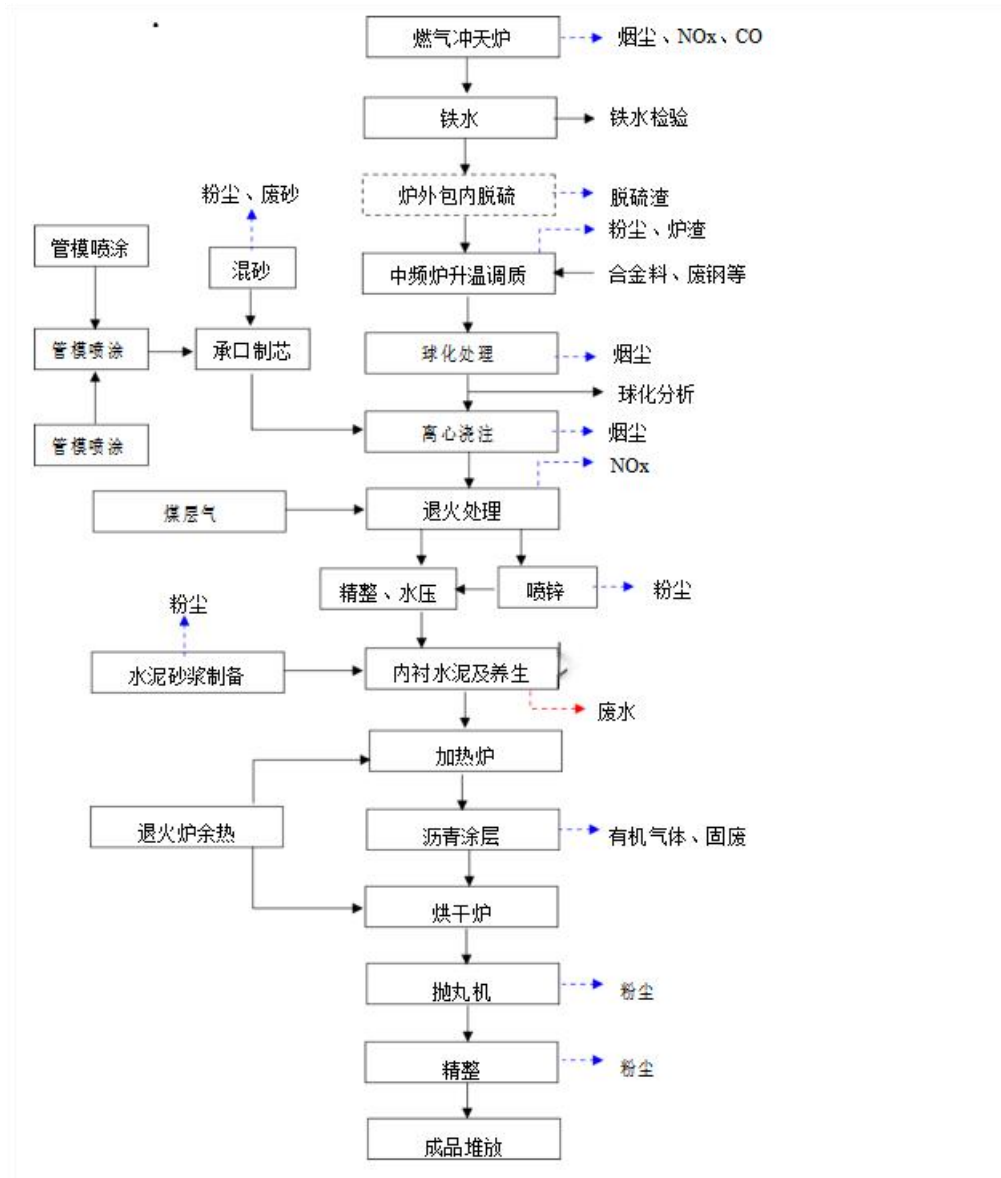 燃气冲天炉
烟尘、NOx、CO
铁水
铁水检验
炉外包内脱硫
脱硫渣
粉尘、废砂
粉尘、炉渣
管模喷涂
混砂
中频炉升温调质
合金料、废钢等
管模喷涂
承口制芯
球化处理
烟尘
球化分析
管模喷涂
离心浇注
烟尘
NOx
煤层气
退火处理
精整、水压
喷锌
粉尘
粉尘
水泥砂浆制备
内衬水泥及养生
废水
加热炉
退火炉余热
沥青涂层
有机气体、固废
烘干炉
抛丸机
粉尘
精整
粉尘
成品堆放